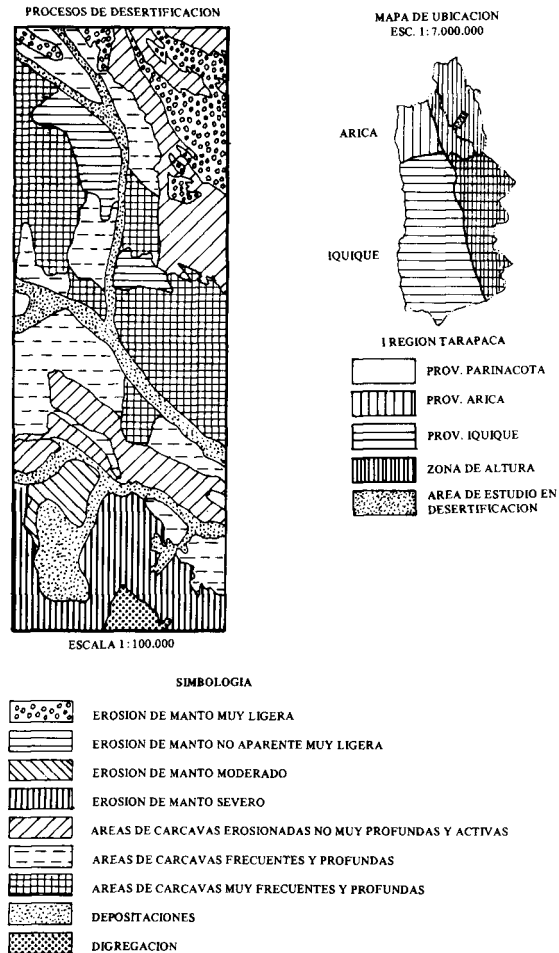 PROCESOS DE DESERTIFICACION
ESCALA 1:100.000
MAPA DE UBICACION
ESC. 1:7.000.000
ARICA
IQUIQUE
I REGION TARAPACA
PROV. PARINACOTA
PROV. ARICA
PROV. IQUIQUE
ZONA DE ALTURA
AREA DE ESTUDIO EN
DESERTIFICACION
SIMBOLOGIA
EROSION DE MANTO MUY LIGERA
EROSION DE MANTO NO APARENTE MUY LIGERA
EROSION DE MANTO MODERADO
EROSION DE MANTO SEVERO
AREAS DE CARCAVAS EROSIONADAS NO MUY PROFUNDAS Y ACTIVAS
AREAS DE CARCAVAS FRECUENTES Y PROFUNDAS
AREAS DE CARCAVAS MUY FRECUENTES Y PROFUNDAS
DEPOSITACIONES
DIGREGACION